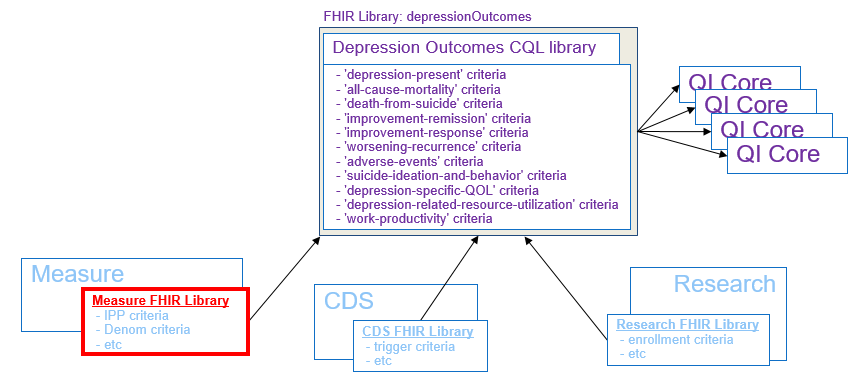 FHIR Library: depressionOutcomes
Depression Outcomes CQL library
- 'depression-present' criteria
- 'all-cause-mortality' criteria
- 'death-from-suicide' criteria
- 'improvement-remission' criteria
- 'improvement-response' criteria
- 'worsening-recurrence' criteria
- 'adverse-events' criteria
- 'suicide-ideation-and-behavior' criteria
- 'depression-specific-QOL' criteria
- 'depression-related-resource-utilization' criteria
- 'work-productivity' criteria
QI Core
QI Core
QI Core
QI Core
Measure
Measure FHIR Library
- IPP criteria
- Denom criteria
- etc
CDS
CDS FHIR Library
- trigger criteria
- etc
Research
Research FHIR Library
- enrollment criteria
- etc